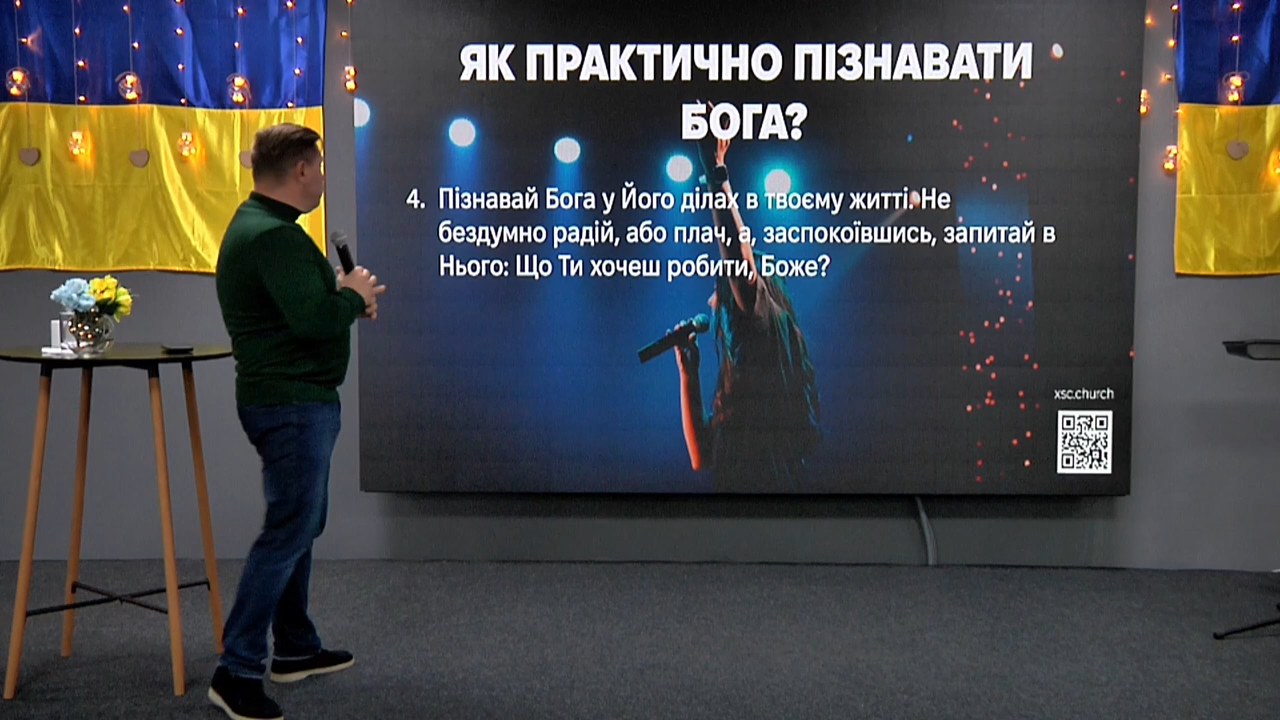 ЯК ПРАКТИЧНО ПІЗНАВАТИ
БОГА?
4. Пізнавай Бога у Його ділах в твоєму житті. Не
бездумно радій, або плач, а, заспокоївшись, запитай в
Нього: Що Ти хочеш робити, Боже?
xsc.church